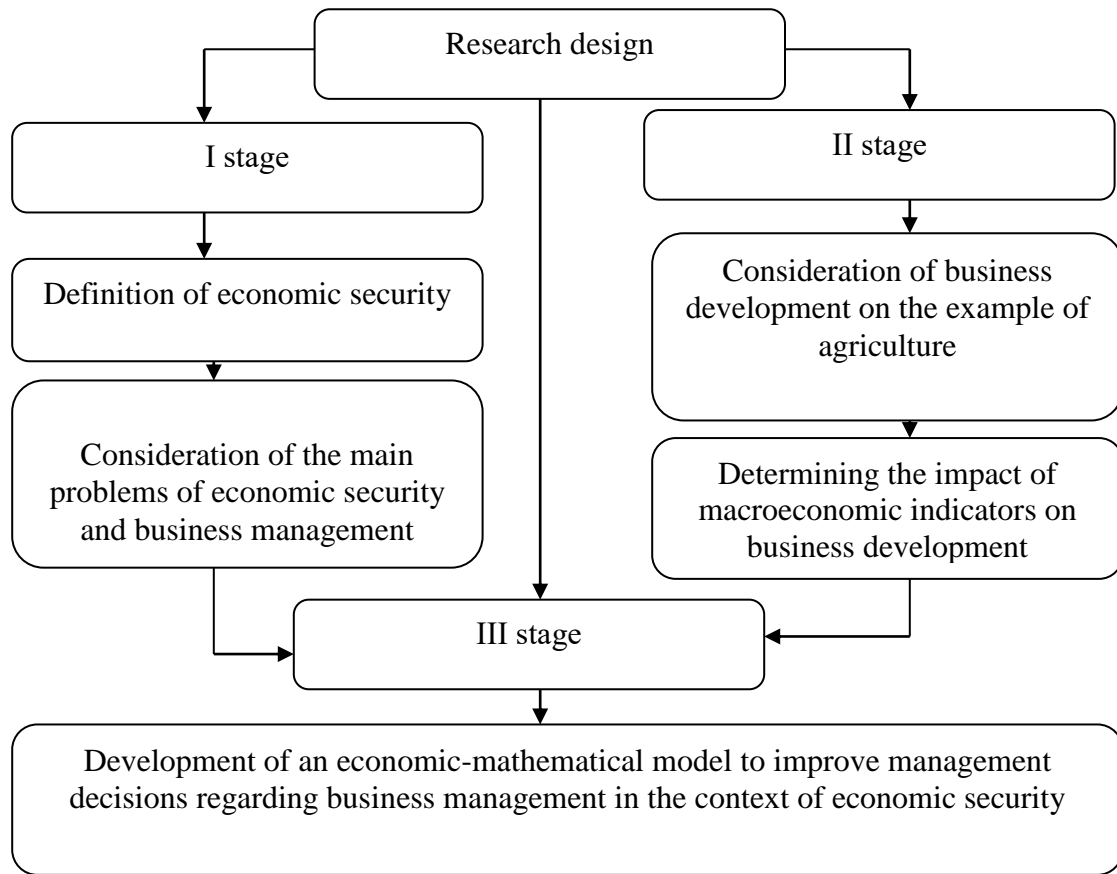 Research design
I stage
II stage
Definition of economic security
Consideration of business
development on the example of
agriculture
Consideration of the main
problems of economic security
and business management
Determining the impact of
macroeconomic indicators on
business development
III stage
Development of an economic-mathematical model to improve management
decisions regarding business management in the context of economic security